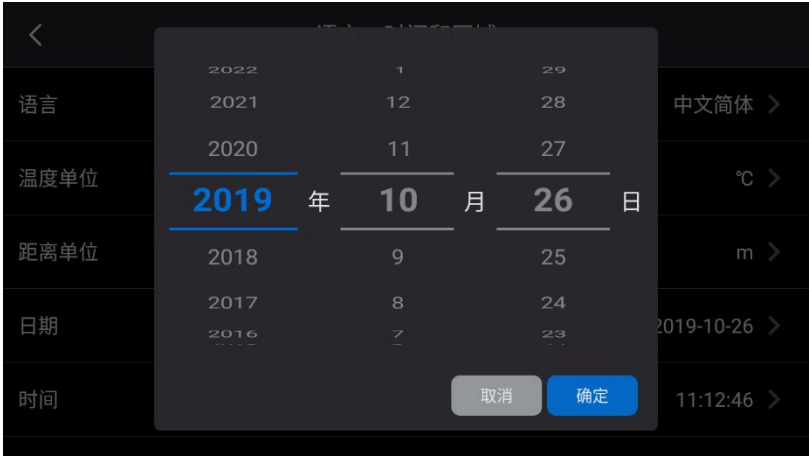 2022 1 29
语言 2021 12 28 中文简体
2020 11 27
温度单位 ℃
2019 年 10 月 26 日
距离单位 2018 9 25 m
2017 8 24
日期 2019-10-26
2016 7 23
取消 确定
时间 11:12:46